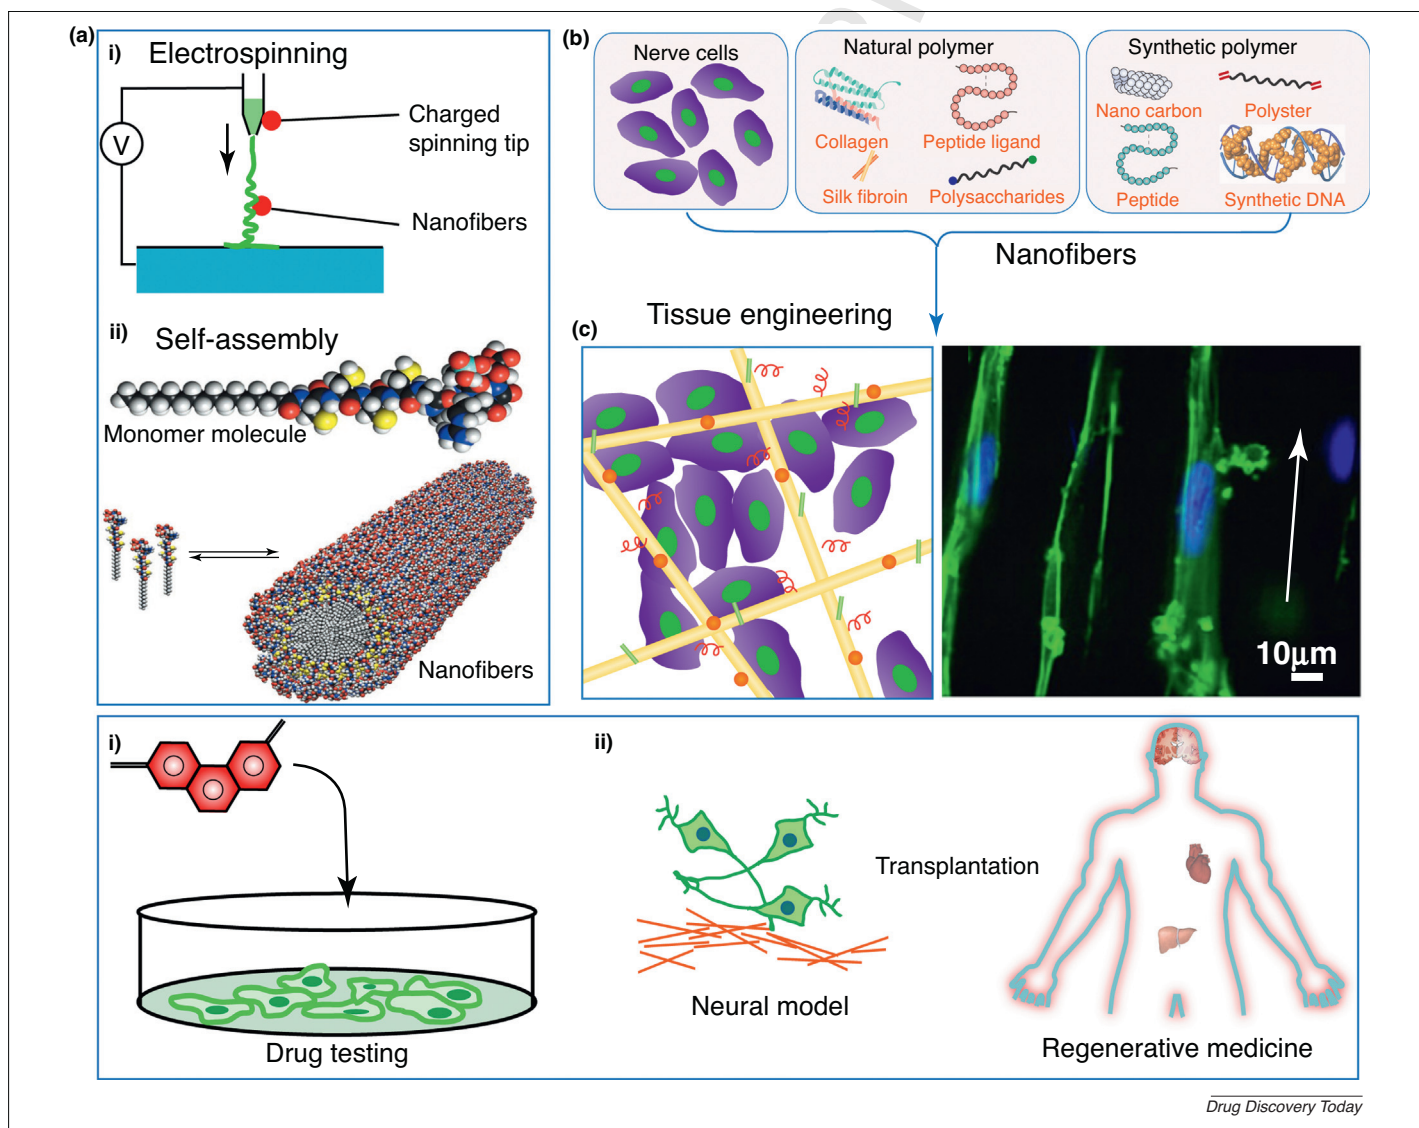 (a)
i)
Electrospinning
V
Charged
spinning tip
Nanofibers
ii)
Self-assembly
Monomer molecule
Nanofibers
(b)
Nerve cells
Natural polymer
Collagen
Peptide ligand
Silk fibroin
Polysaccharides
Synthetic polymer
Nano carbon
Polyster
Peptide
Synthetic DNA
Nanofibers
Tissue engineering
(c)
10μm
i)
Drug testing
ii)
Neural model
Transplantation
Regenerative medicine
Drug Discovery Today